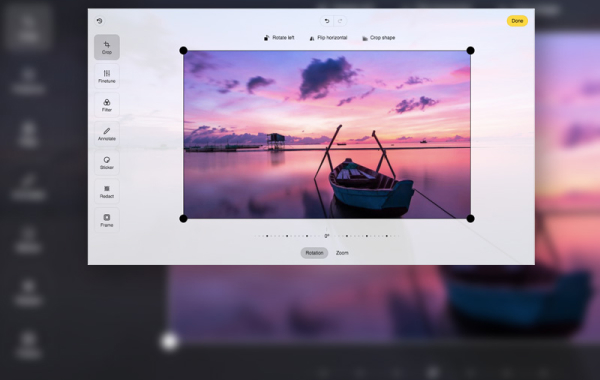 Done
Rotate left
Flip horizontal
Crop shape
Crop
Finetune
Filter
Annotate
Sticker
Redact
Frame
0°
Rotation
Zoom